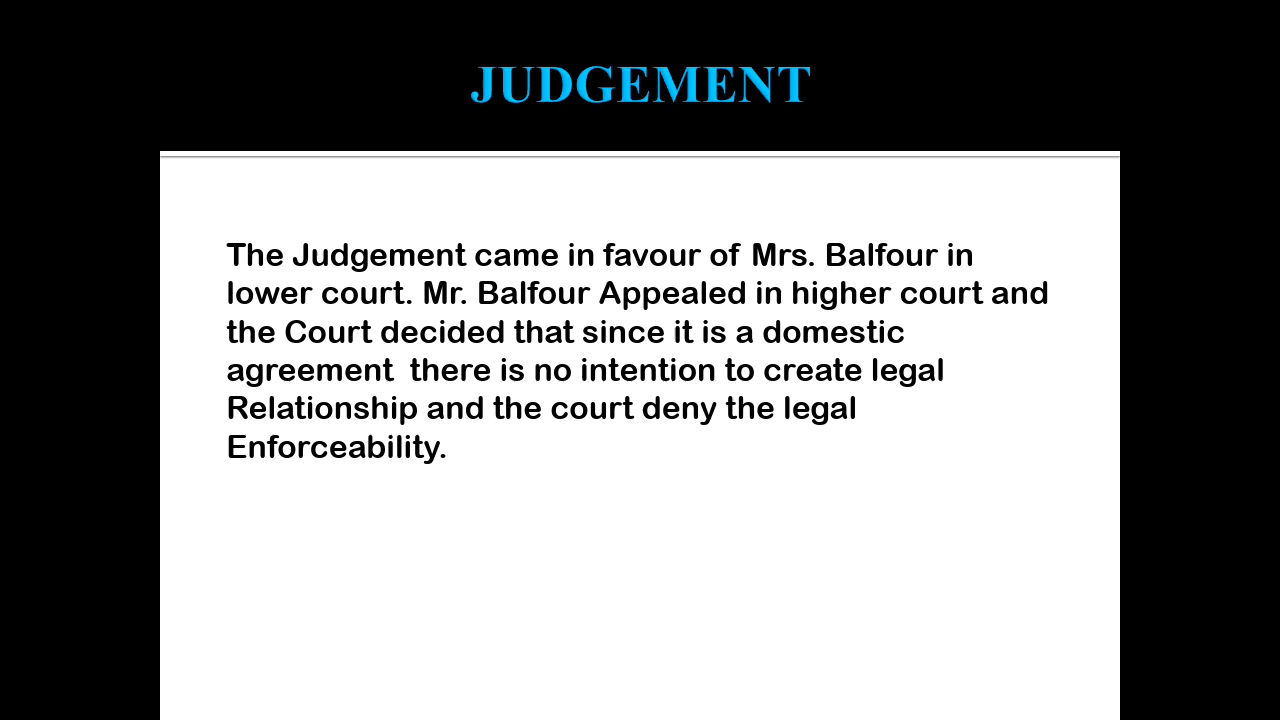 JUDGEMENT
The Judgement came in favour of Mrs. Balfour in
lower court. Mr. Balfour Appealed in higher court and
the Court decided that since it is a domestic
agreement  there is no intention to create legal
Relationship and the court deny the legal
Enforceability.